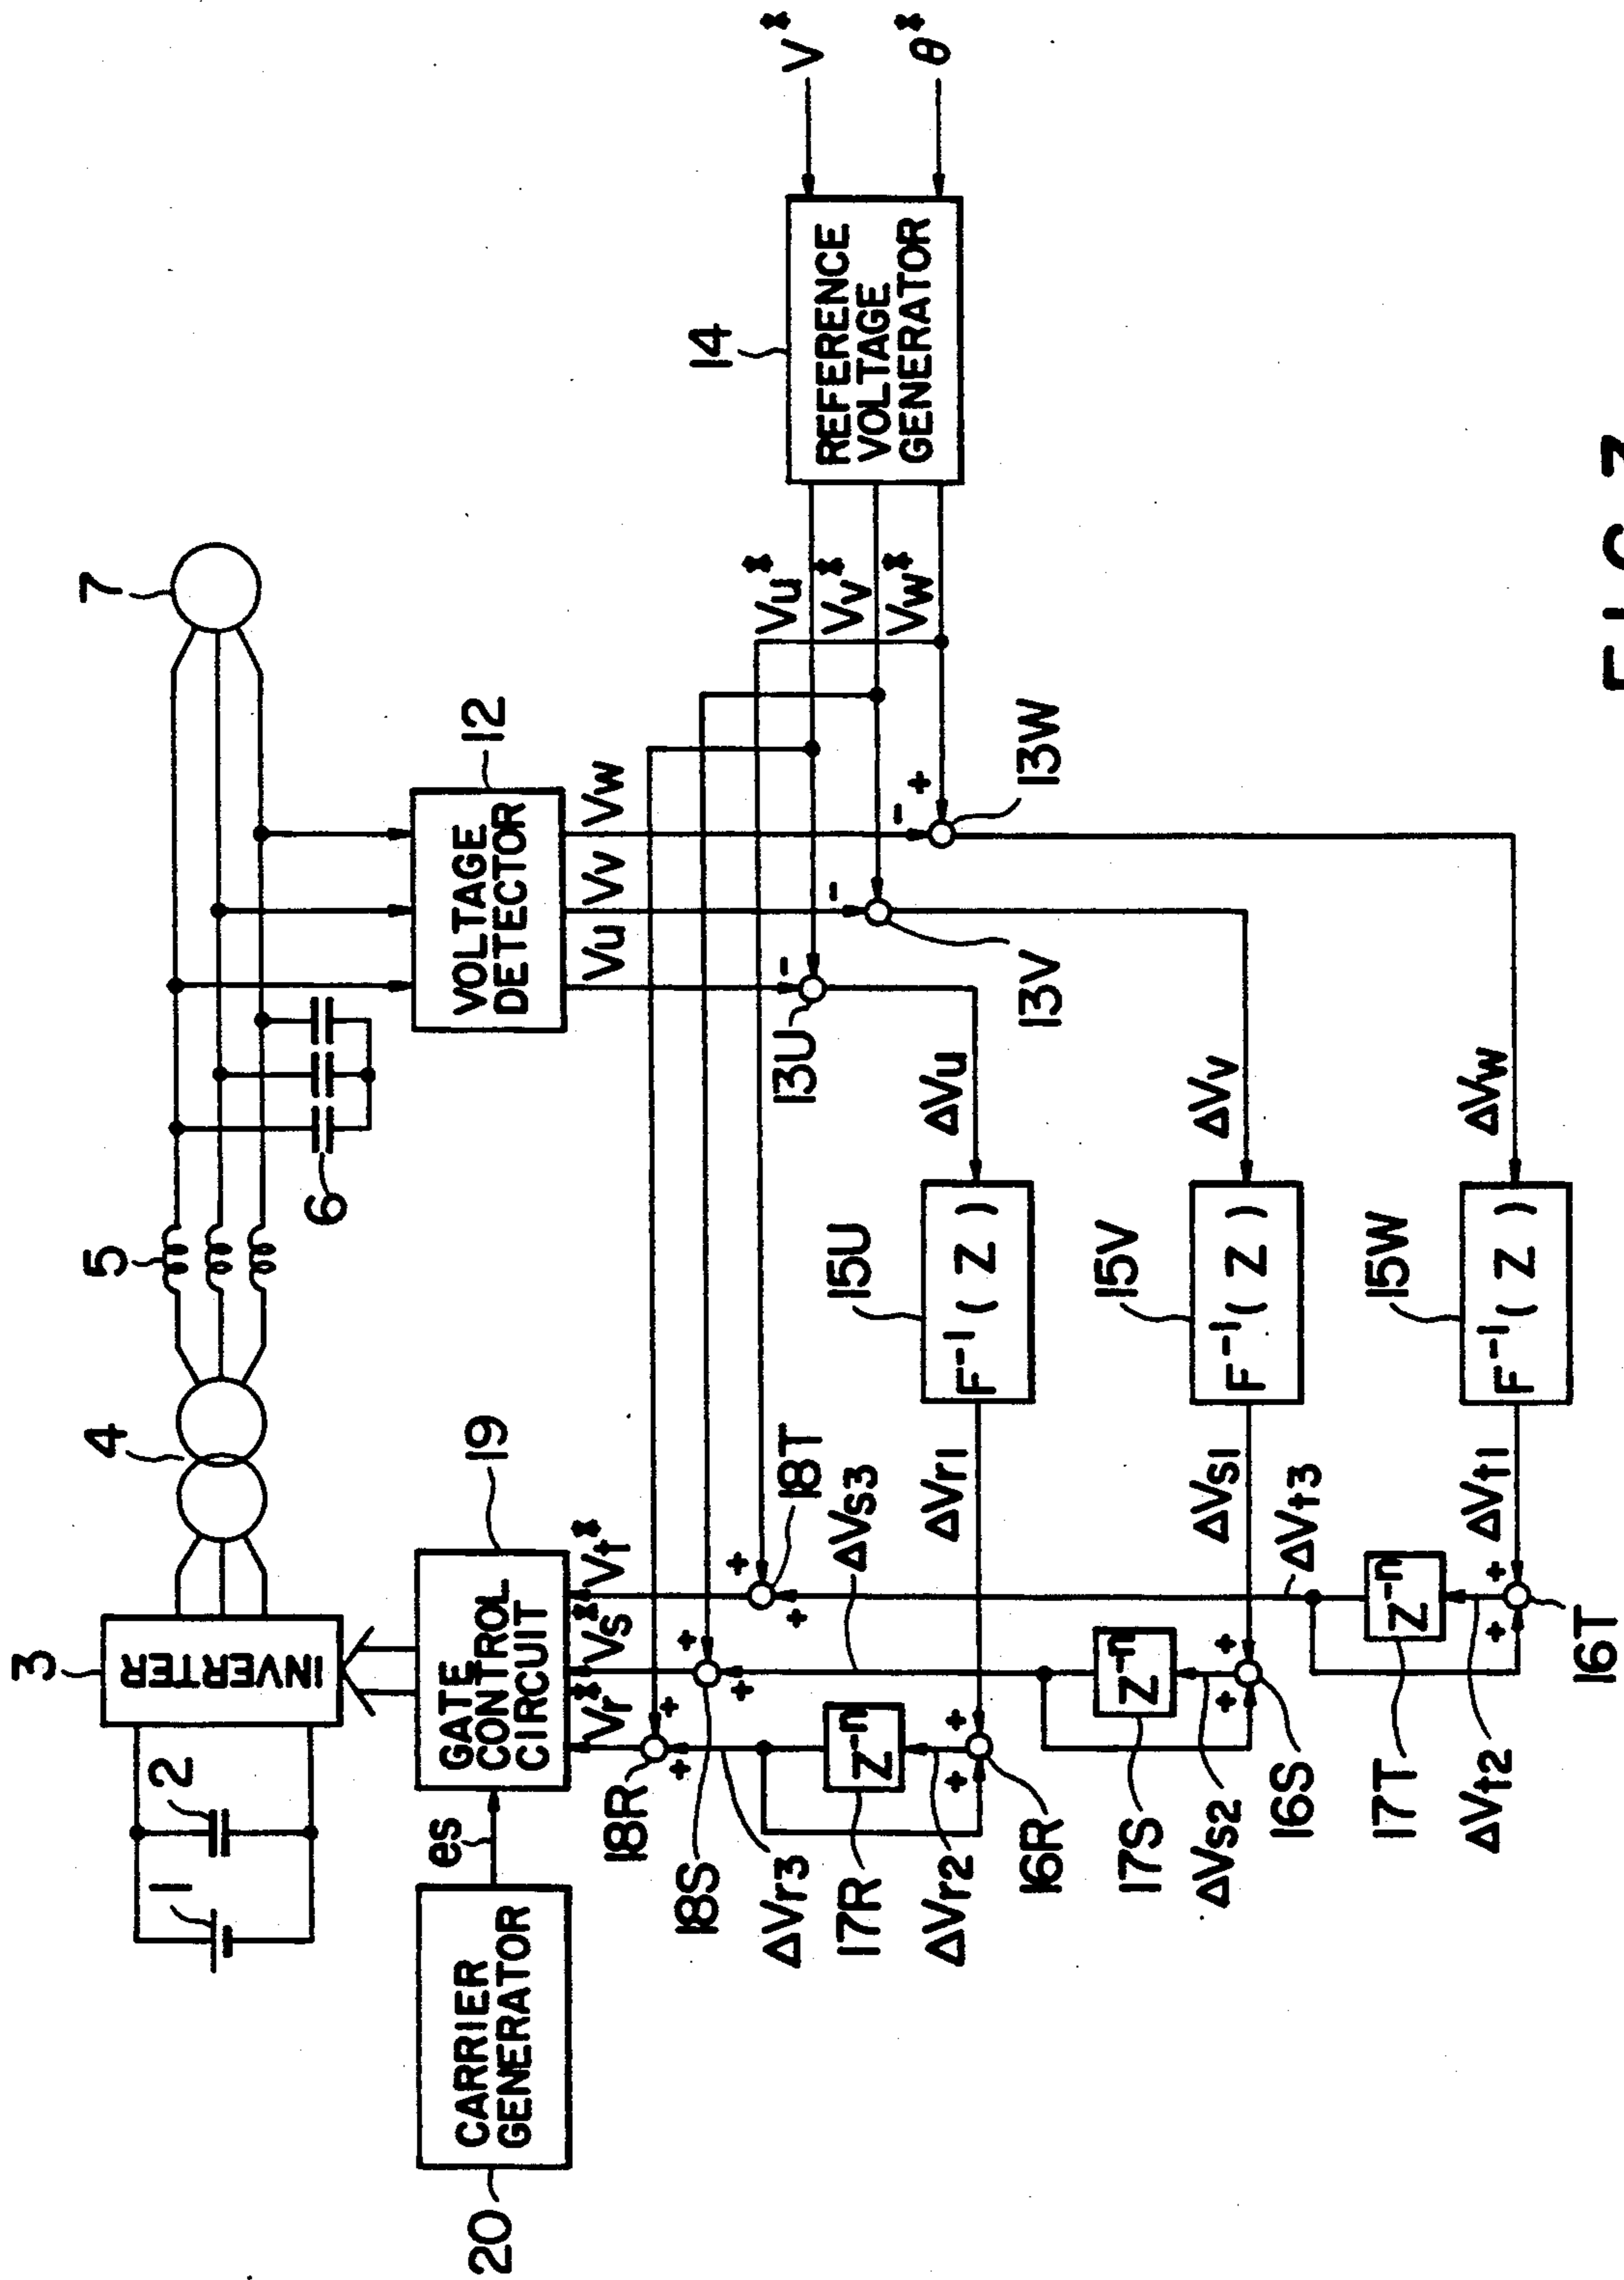 3
INVERTER
4
5
7
1
2
6
20
CARRIER
GENERATOR
es
19
GATE
CONTROL
CIRCUIT
12
VOLTAGE
DETECTOR
Vr*
Vs*
Vt*
Vu
Vv
Vw
14
REFERENCE
VOLTAGE
GENERATOR
V*
θ*
Vu*
Vv*
Vw*
18R
18S
18T
+
+
+
+
+
+
13U
13V
13W
-
-
-
-
+
ΔVr3
ΔVs3
ΔVt3
17R
Z⁻ⁿ
ΔVr2
16R
+
+
ΔVr1
15U
F⁻¹(Z)
ΔVu
17S
Z⁻ⁿ
ΔVs2
16S
+
+
ΔVs1
15V
F⁻¹(Z)
ΔVv
17T
Z⁻ⁿ
ΔVt2
16T
+
+
ΔVt1
15W
F⁻¹(Z)
ΔVw